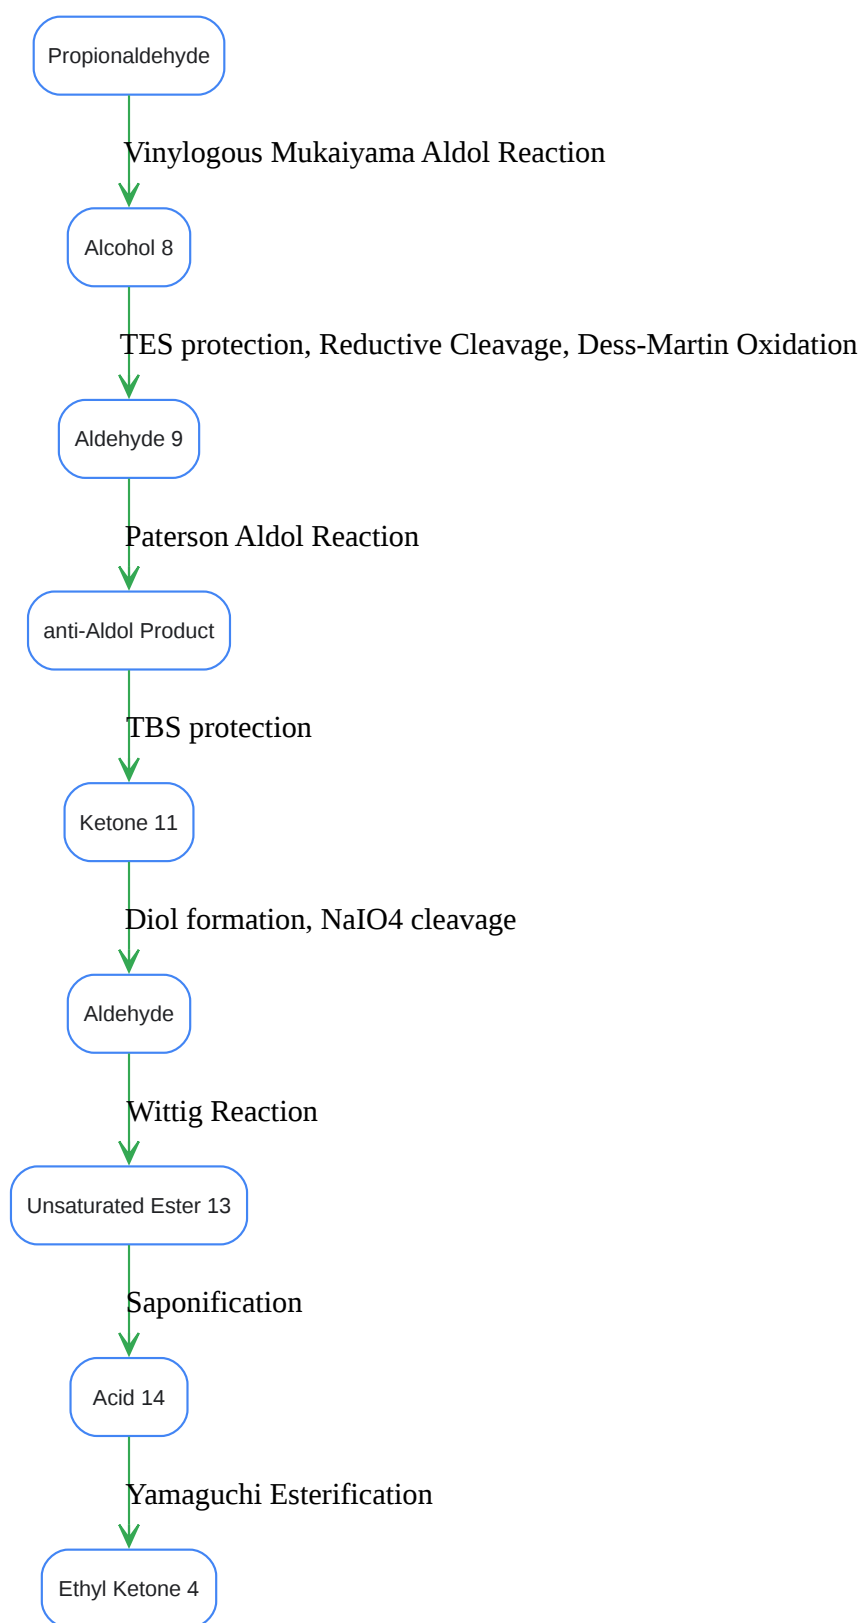 Propionaldehyde
Vinylogous Mukaiyama Aldol Reaction
Alcohol 8
TES protection, Reductive Cleavage, Dess-Martin Oxidation
Aldehyde 9
Paterson Aldol Reaction
anti-Aldol Product
TBS protection
Ketone 11
Diol formation, NaIO4 cleavage
Aldehyde
Wittig Reaction
Unsaturated Ester 13
Saponification
Acid 14
Yamaguchi Esterification
Ethyl Ketone 4